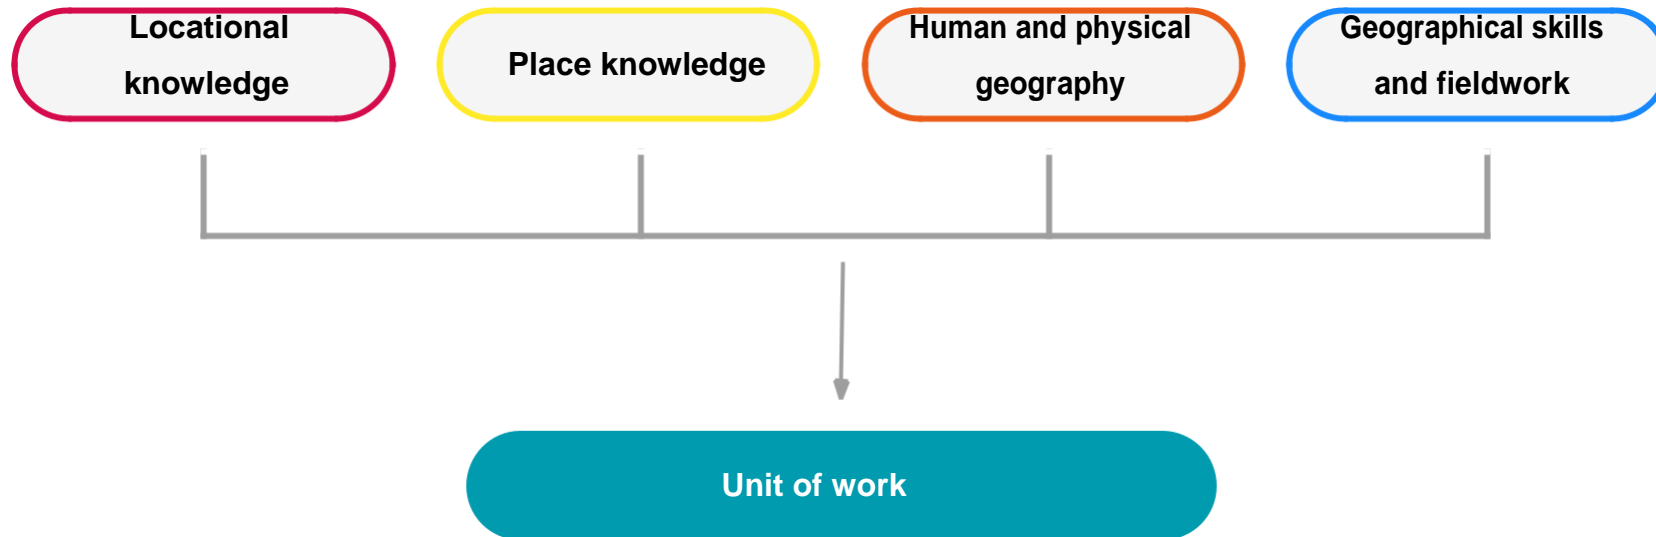 Locational
knowledge
Place knowledge
Human and physical
geography
Geographical skills
and fieldwork
Unit of work